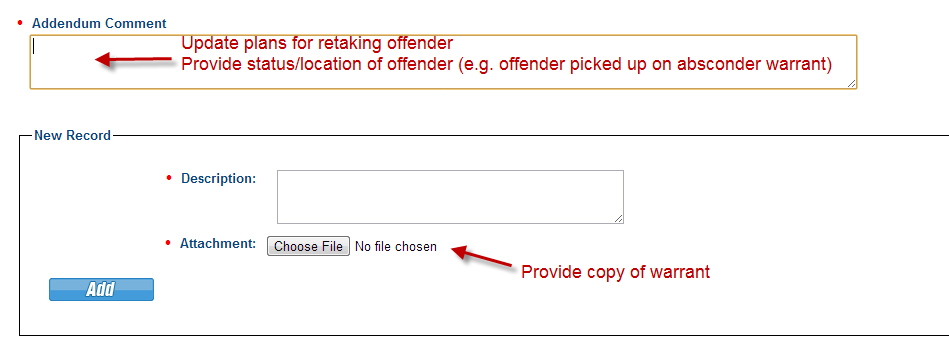 • Addendum Comment
Update plans for retaking offender
Provide status/location of offender (e.g. offender picked up on absconder warrant)
New Record
• Description:
• Attachment: Choose File No file chosen
Provide copy of warrant
Add